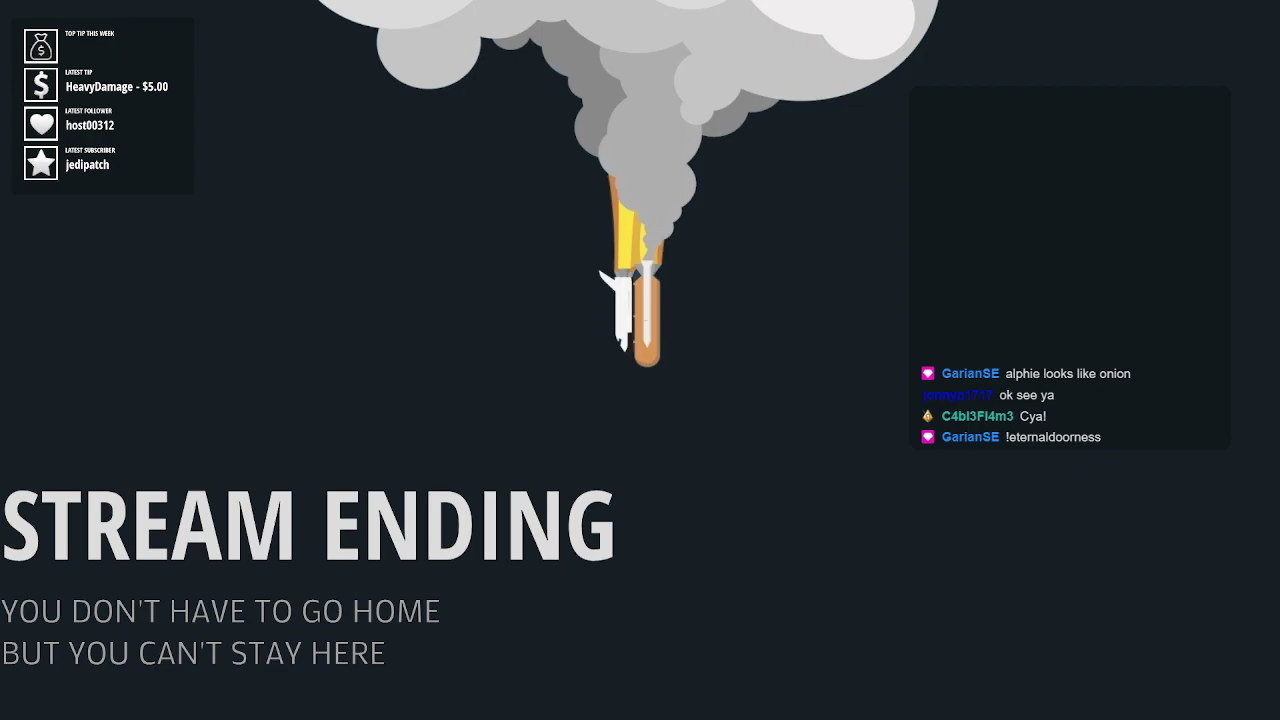 TOP TIP THIS WEEK
LATEST TIP
HeavyDamage - $5.00
LATEST FOLLOWER
host00312
LATEST SUBSCRIBER
jedipatch
GarianSE alphie looks like onion
jonnyp1717 ok see ya
C4bl3Fl4m3 Cya!
GarianSE !eternaldoorness
STREAM ENDING
YOU DON'T HAVE TO GO HOME
BUT YOU CAN'T STAY HERE